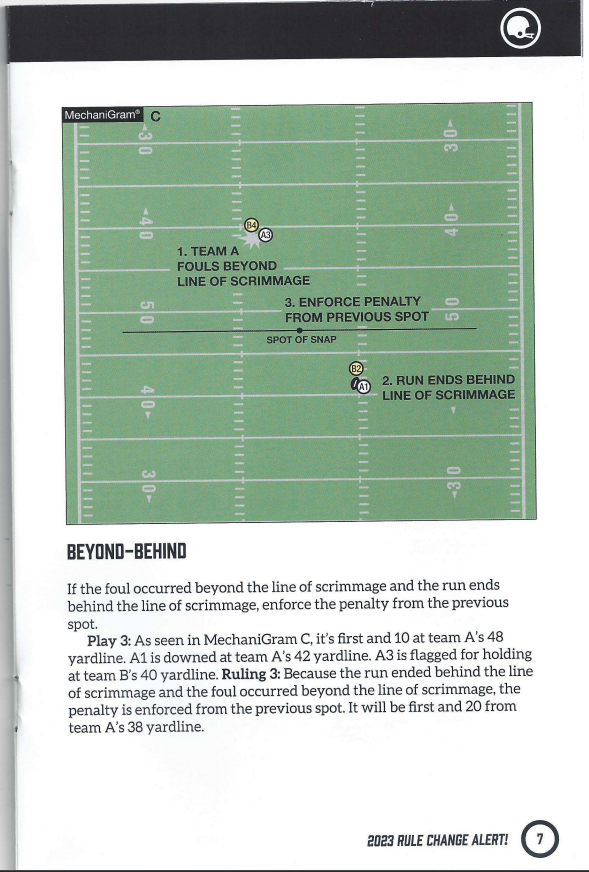 MechaniGram® C
30
30
40
40
B4
A3
1. TEAM A
FOULS BEYOND
LINE OF SCRIMMAGE
3. ENFORCE PENALTY
FROM PREVIOUS SPOT
50
50
SPOT OF SNAP
B2
A1
2. RUN ENDS BEHIND
LINE OF SCRIMMAGE
40
30
30
BEYOND-BEHIND
If the foul occurred beyond the line of scrimmage and the run ends
behind the line of scrimmage, enforce the penalty from the previous
spot.
Play 3: As seen in MechaniGram C, it's first and 10 at team A's 48
yardline. A1 is downed at team A's 42 yardline. A3 is flagged for holding
at team B's 40 yardline. Ruling 3: Because the run ended behind the line
of scrimmage and the foul occurred beyond the line of scrimmage, the
penalty is enforced from the previous spot. It will be first and 20 from
team A's 38 yardline.
2023 RULE CHANGE ALERT! 7